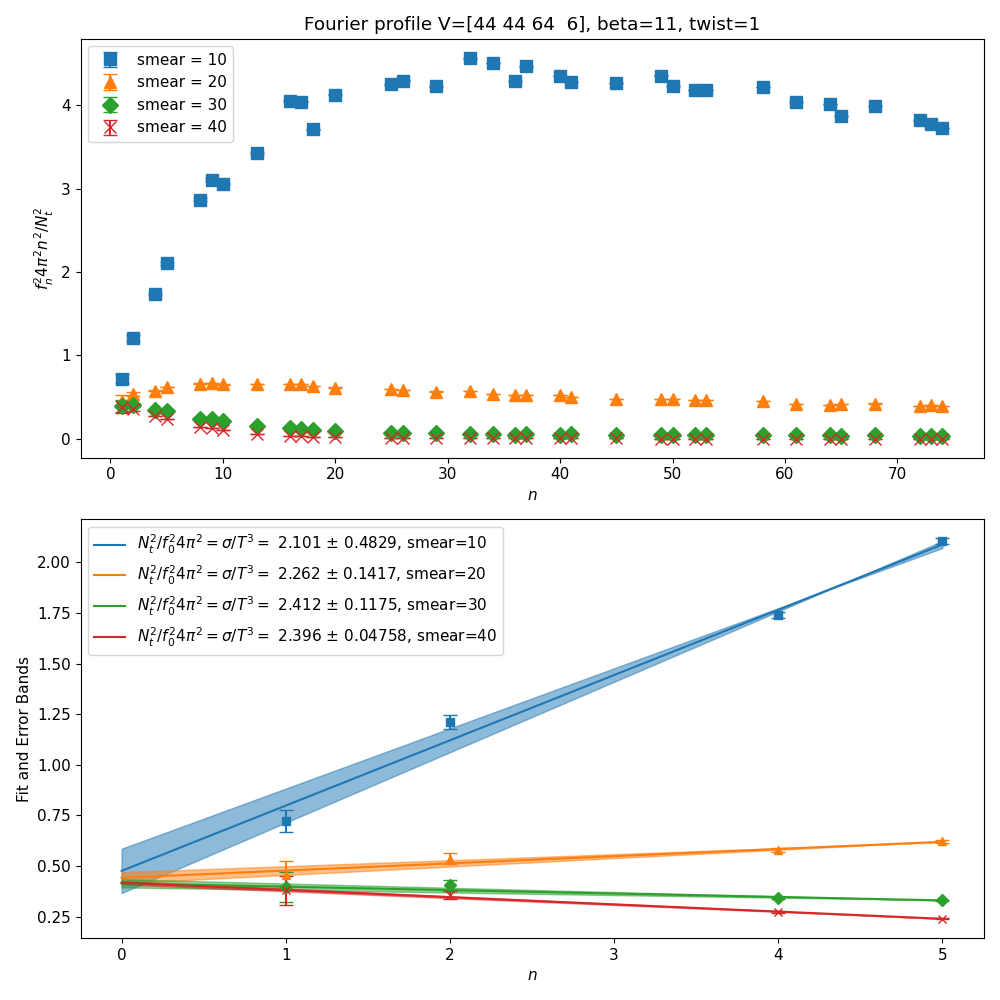 Fourier profile V=[44 44 64  6], beta=11, twist=1
smear = 10
smear = 20
smear = 30
smear = 40
f_n^2 4π^2 n^2/N_t^2
4
3
2
1
0
0 10 20 30 40 50 60 70
n
N_t^2/f_0^2 4π^2 = σ/T^3 = 2.101 ± 0.4829, smear=10
N_t^2/f_0^2 4π^2 = σ/T^3 = 2.262 ± 0.1417, smear=20
N_t^2/f_0^2 4π^2 = σ/T^3 = 2.412 ± 0.1175, smear=30
N_t^2/f_0^2 4π^2 = σ/T^3 = 2.396 ± 0.04758, smear=40
Fit and Error Bands
2.00
1.75
1.50
1.25
1.00
0.75
0.50
0.25
0 1 2 3 4 5
n